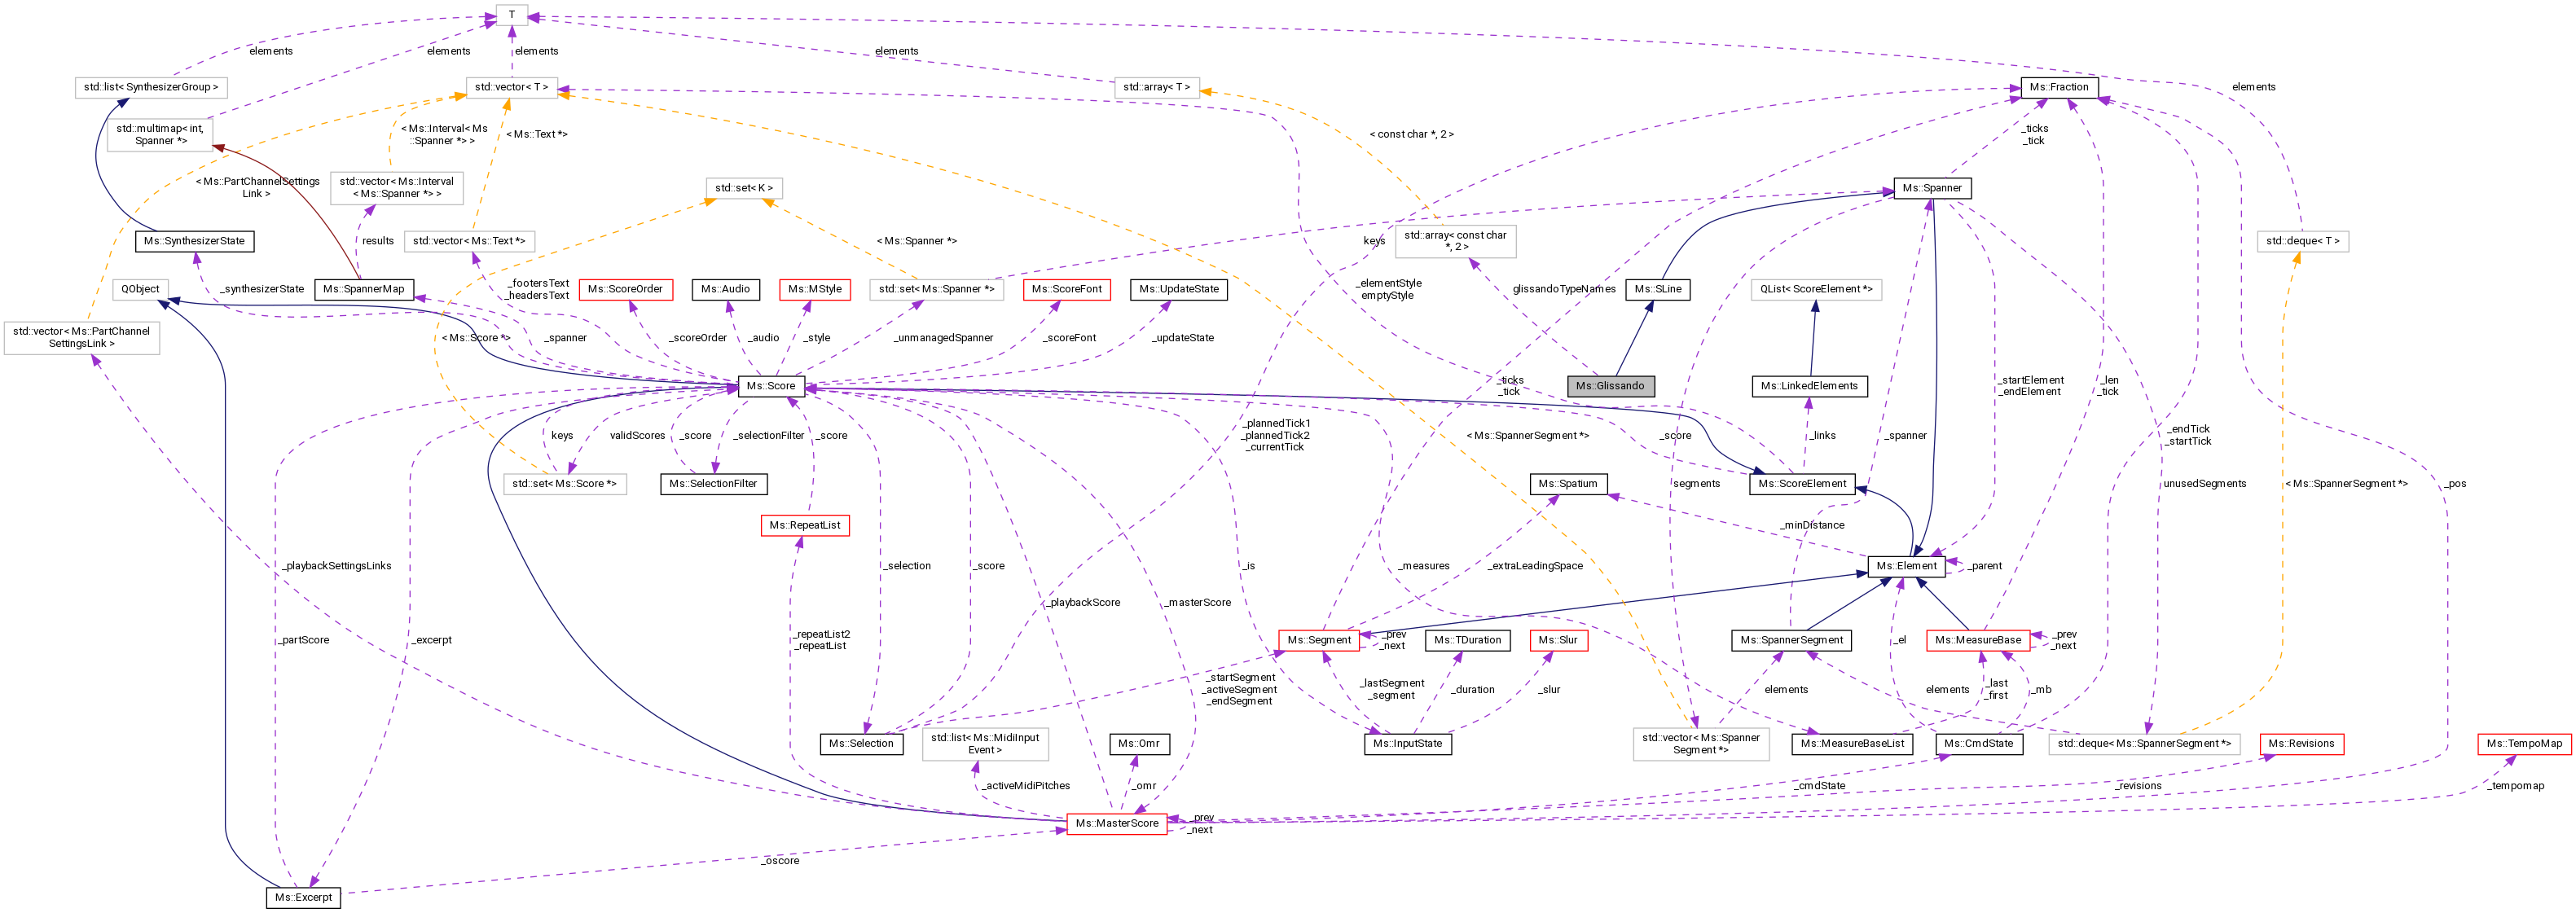 T
elements
elements
elements
elements
elements
std::list< SynthesizerGroup >
std::vector< T >
std::array< T >
Ms::Fraction
std::multimap< int,
Spanner *>
< Ms::Interval< Ms
::Spanner *> >
< Ms::Text *>
< const char *, 2 >
_ticks
_tick
< Ms::PartChannelSettings
Link >
std::vector< Ms::Interval
< Ms::Spanner *> >
std::set< K >
Ms::Spanner
Ms::SynthesizerState
results
std::vector< Ms::Text *>
< Ms::Spanner *>
keys
std::array< const char
*, 2 >
std::deque< T >
QObject
_synthesizerState
Ms::SpannerMap
_footersText
_headersText
Ms::ScoreOrder
Ms::Audio
Ms::MStyle
std::set< Ms::Spanner *>
Ms::ScoreFont
Ms::UpdateState
_elementStyle
emptyStyle
glissandoTypeNames
Ms::SLine
QList< ScoreElement *>
std::vector< Ms::PartChannel
SettingsLink >
< Ms::Score *>
_spanner
_scoreOrder
_audio
_style
_unmanagedSpanner
_scoreFont
_updateState
Ms::Score
_ticks
_tick
Ms::Glissando
Ms::LinkedElements
_startElement
_endElement
_len
_tick
keys
validScores
_score
_selectionFilter
_score
_plannedTick1
_plannedTick2
_currentTick
< Ms::SpannerSegment *>
_score
_links
_spanner
_endTick
_startTick
std::set< Ms::Score *>
Ms::SelectionFilter
Ms::Spatium
segments
Ms::ScoreElement
unusedSegments
< Ms::SpannerSegment *>
_pos
Ms::RepeatList
_minDistance
_playbackSettingsLinks
_selection
_score
_is
_measures
_extraLeadingSpace
Ms::Element
_parent
_playbackScore
_masterScore
_partScore
_excerpt
_repeatList2
_repeatList
Ms::Segment
_prev
_next
Ms::TDuration
Ms::Slur
Ms::SpannerSegment
_el
Ms::MeasureBase
_prev
_next
_startSegment
_activeSegment
_endSegment
_lastSegment
_segment
_duration
_slur
elements
elements
_last
_first
_mb
Ms::Selection
std::list< Ms::MidiInput
Event >
Ms::Omr
Ms::InputState
std::vector< Ms::Spanner
Segment *>
Ms::MeasureBaseList
Ms::CmdState
std::deque< Ms::SpannerSegment *>
Ms::Revisions
Ms::TempoMap
_activeMidiPitches
_omr
_cmdState
_revisions
_tempomap
Ms::MasterScore
_prev
_next
_oscore
Ms::Excerpt